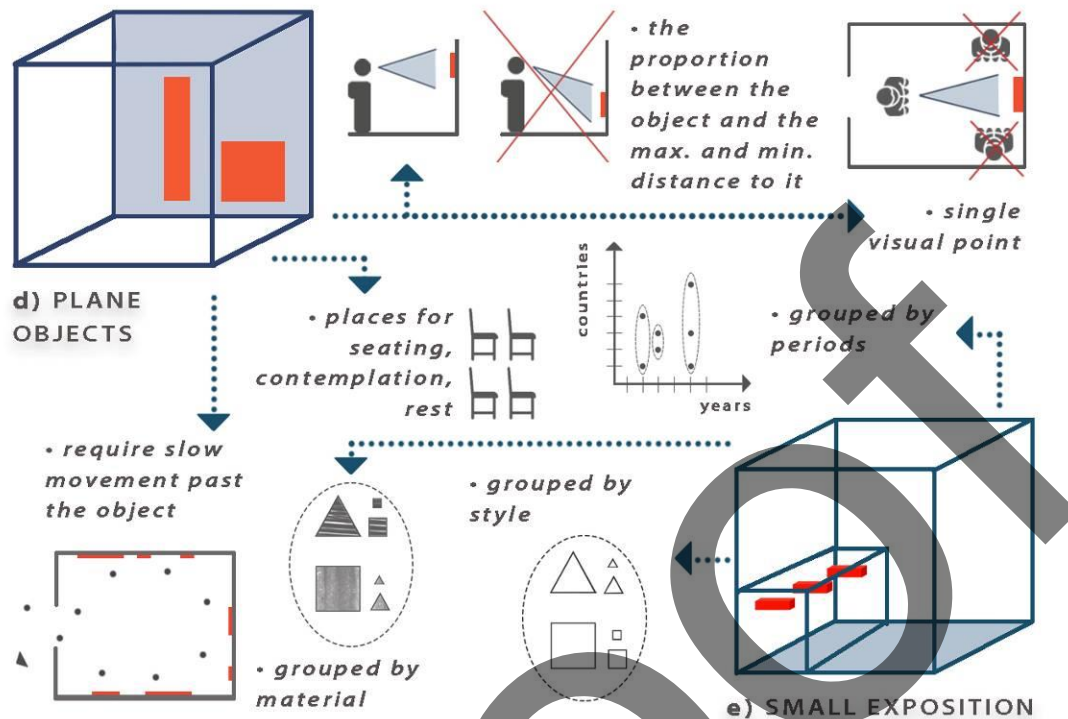 • the
proportion
between the
object and the
max. and min.
distance to it
• single
visual point
d) PLANE
OBJECTS
• places for
seating,
contemplation,
rest
countries
years
• grouped by
periods
• require slow
movement past
the object
• grouped by
style
• grouped by
material
e) SMALL EXPOSITION
of